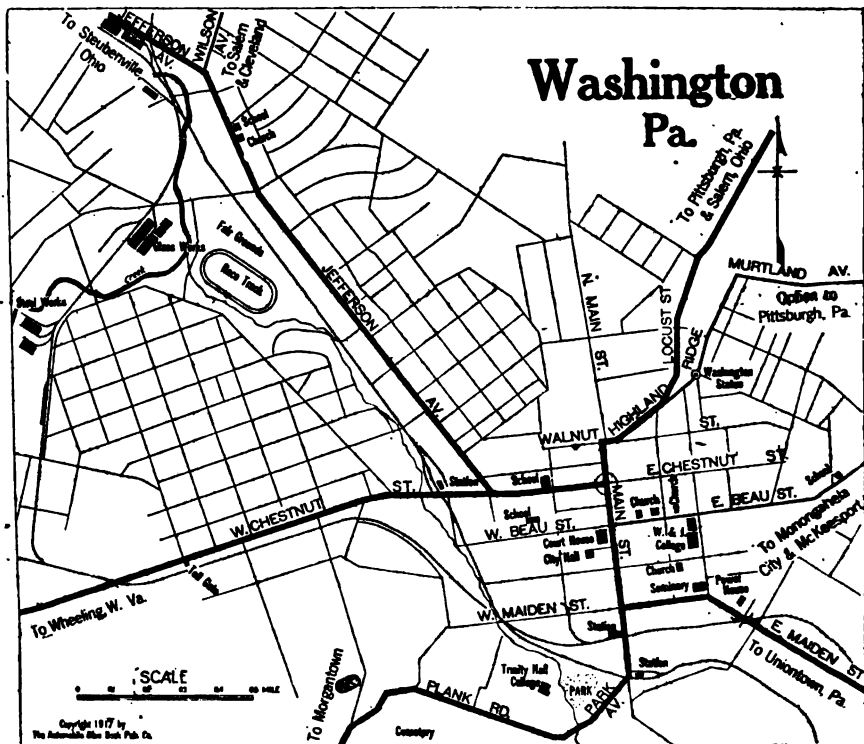 Washington
Pa.
JEFFERSON
AV.
WILSON
AV.
To Steubenville
Ohio
To Salem
& Cleveland
School
Church
To Pittsburgh, Pa.
& Salem, Ohio
Glass Works
Fair Grounds
Race Track
Creek
Steel Works
JEFFERSON
AV.
N. MAIN
ST.
LOCUST ST
MURTLAND AV.
Option to
Pittsburgh, Pa.
HIGHLAND
RIDGE
Washington
Statue
WALNUT
ST.
E. CHESTNUT
ST.
Station
School
W. CHESTNUT
ST.
MAIN
ST.
Church
Church
E. BEAU ST.
School
School
W. BEAU ST.
Court House
City Hall
W. & J.
College
To Monongahela
City & McKeesport
Toll Gate
Church
Seminary
Power
House
To Wheeling, W. Va.
W. MAIDEN ST.
Station
E. MAIDEN ST
To Uniontown, Pa.
Station
Trinity Hall
College
PARK
PARK
AV.
PLANK
RD.
To Morgantown
Cemetery
SCALE
MILE
Copyright 1917 by
The Automobile Blue Book Pub. Co.